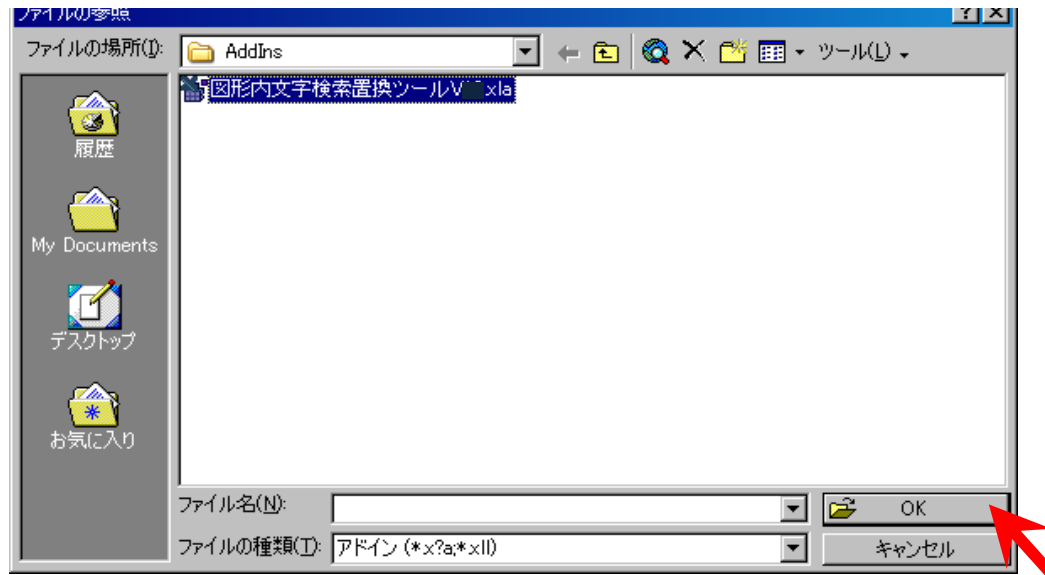 ファイルの参照
ファイルの場所(I):
AddIns
ツール(L)
図形内文字検索置換ツールV xla
履歴
My Documents
デスクトップ
お気に入り
ファイル名(N):
OK
ファイルの種類(T):
アドイン (*.x?a;*.xll)
キャンセル